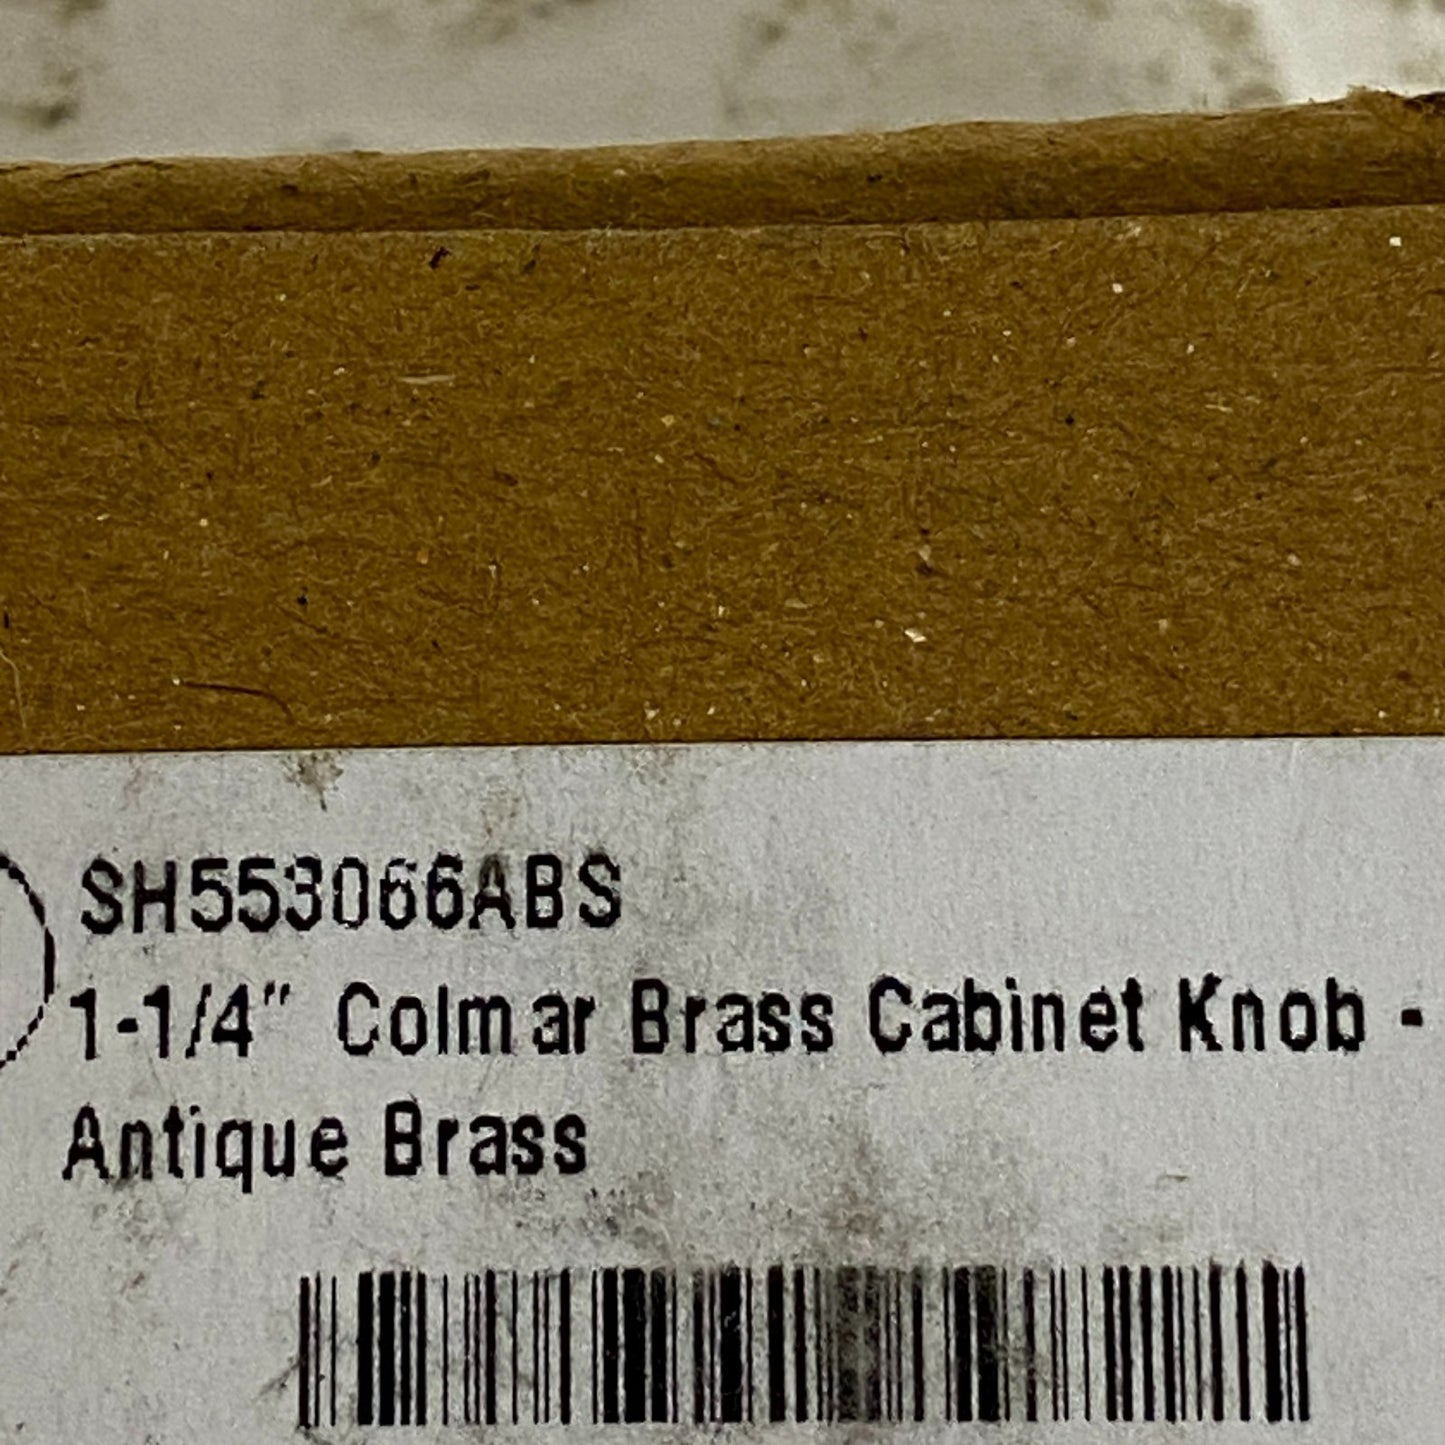 SH553066ABS
1-1/4" Colmar Brass Cabinet Knob -
Antique Brass